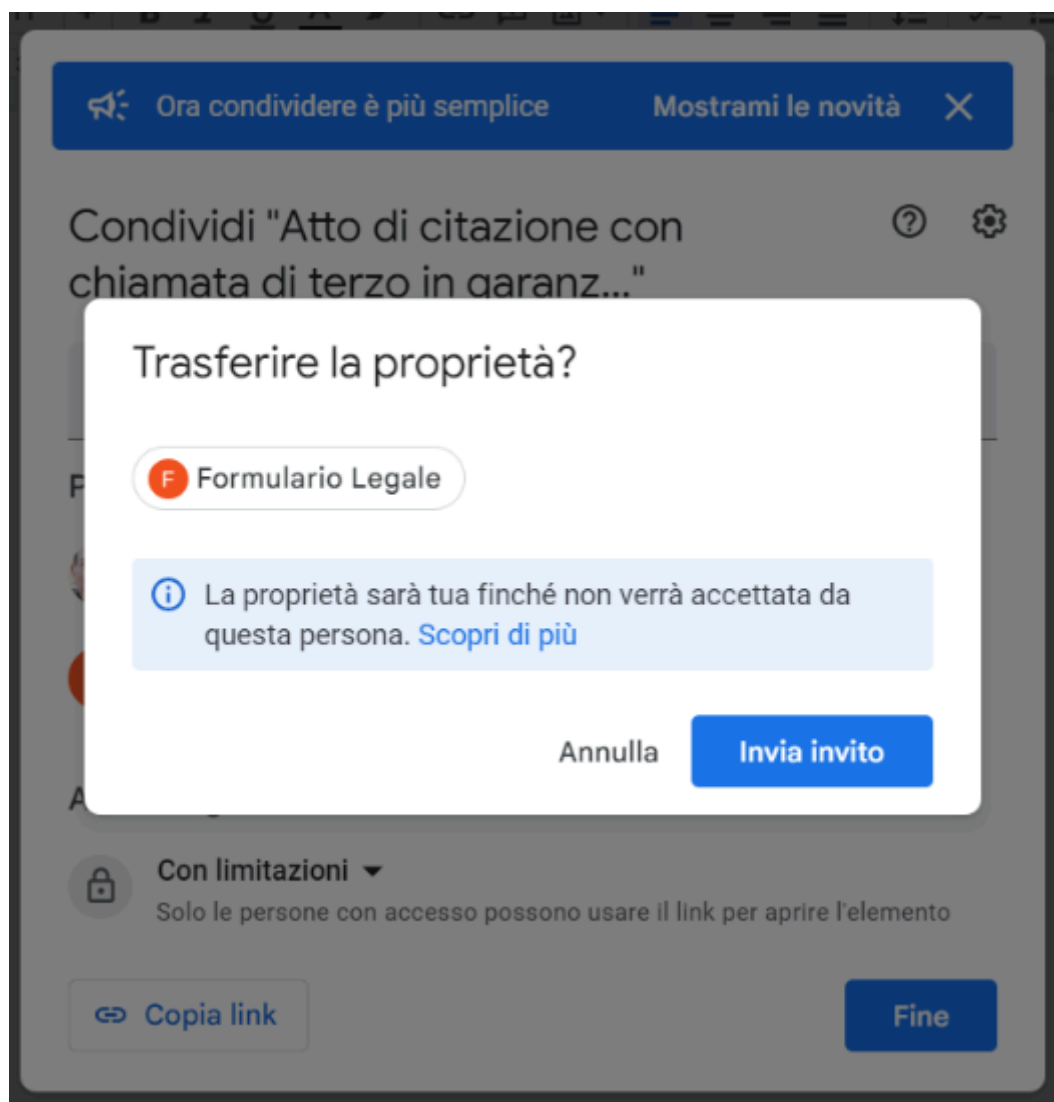 Ora condividere è più semplice
Mostrami le novità
Condividi "Atto di citazione con
chiamata di terzo in garanz..."
Trasferire la proprietà?
F Formulario Legale
La proprietà sarà tua finché non verrà accettata da
questa persona. Scopri di più
Annulla
Invia invito
Con limitazioni
Solo le persone con accesso possono usare il link per aprire l'elemento
Copia link
Fine